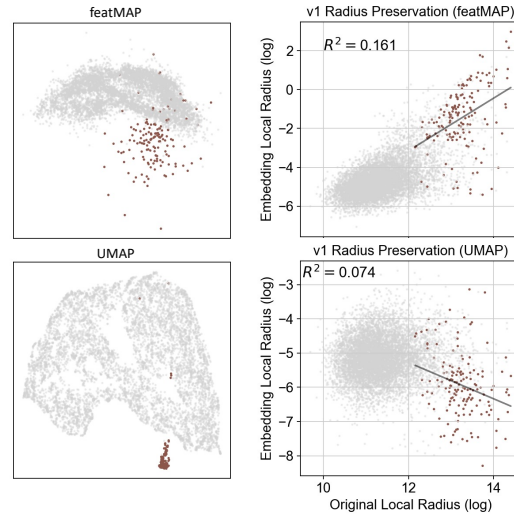 featMAP
v1 Radius Preservation (featMAP)
R² = 0.161
2
0
−2
−4
−6
Embedding Local Radius (log)
UMAP
v1 Radius Preservation (UMAP)
R² = 0.074
−3
−4
−5
−6
−7
−8
Embedding Local Radius (log)
10
12
14
Original Local Radius (log)